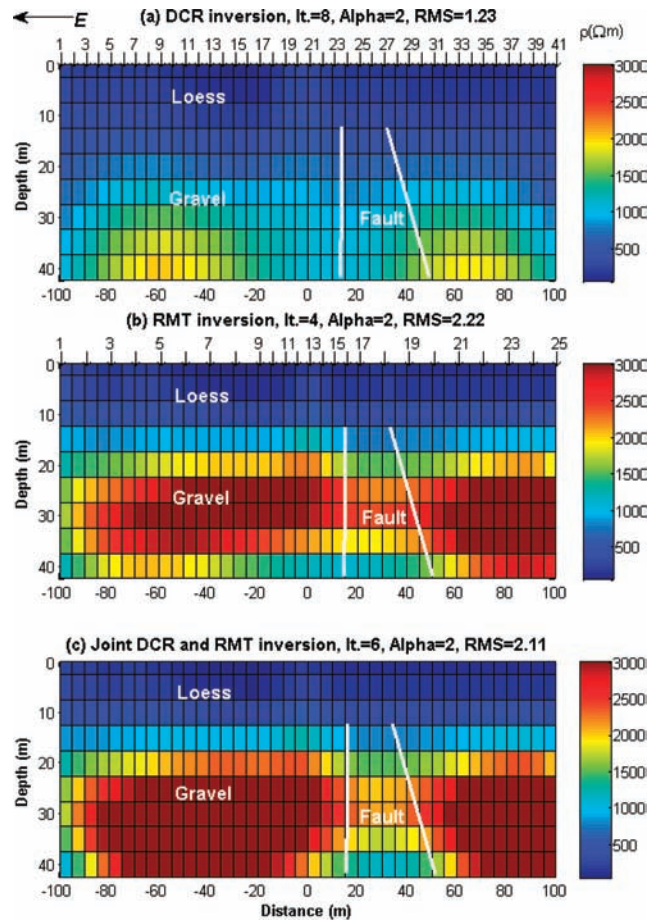 E
(a) DCR inversion, It.=8, Alpha=2, RMS=1.23
1 3 5 7 9 11 13 15 17 19 21 23 25 27 29 31 33 35 37 39 41
ρ(Ωm)
0
10
20
30
40
Depth (m)
Loess
Gravel
Fault
3000
2500
2000
1500
1000
500
-100 -80 -60 -40 -20 0 20 40 60 80 100
(b) RMT inversion, It.=4, Alpha=2, RMS=2.22
1 3 5 7 9 11 13 15 17 19 21 23 25
0
10
20
30
40
Depth (m)
Loess
Gravel
Fault
3000
2500
2000
1500
1000
500
-100 -80 -60 -40 -20 0 20 40 60 80 100
(c) Joint DCR and RMT inversion, It.=6, Alpha=2, RMS=2.11
0
10
20
30
40
Depth (m)
Loess
Gravel
Fault
3000
2500
2000
1500
1000
500
-100 -80 -60 -40 -20 0 20 40 60 80 100
Distance (m)